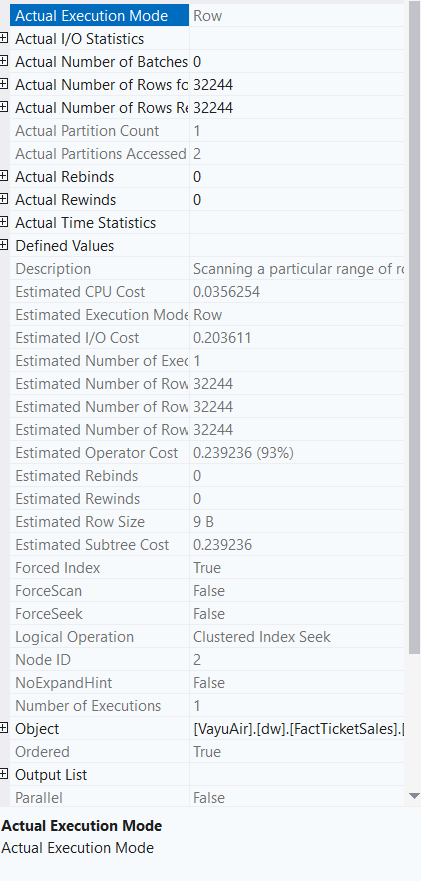 Actual Execution Mode Row
Actual I/O Statistics
Actual Number of Batches 0
Actual Number of Rows fo 32244
Actual Number of Rows Re 32244
Actual Partition Count 1
Actual Partitions Accessed 2
Actual Rebinds 0
Actual Rewinds 0
Actual Time Statistics
Defined Values
Description Scanning a particular range of ro
Estimated CPU Cost 0.0356254
Estimated Execution Mode Row
Estimated I/O Cost 0.203611
Estimated Number of Exec 1
Estimated Number of Row 32244
Estimated Number of Row 32244
Estimated Number of Row 32244
Estimated Operator Cost 0.239236 (93%)
Estimated Rebinds 0
Estimated Rewinds 0
Estimated Row Size 9 B
Estimated Subtree Cost 0.239236
Forced Index True
ForceScan False
ForceSeek False
Logical Operation Clustered Index Seek
Node ID 2
NoExpandHint False
Number of Executions 1
Object [VayuAir].[dw].[FactTicketSales].[
Ordered True
Output List
Parallel False
Actual Execution Mode
Actual Execution Mode